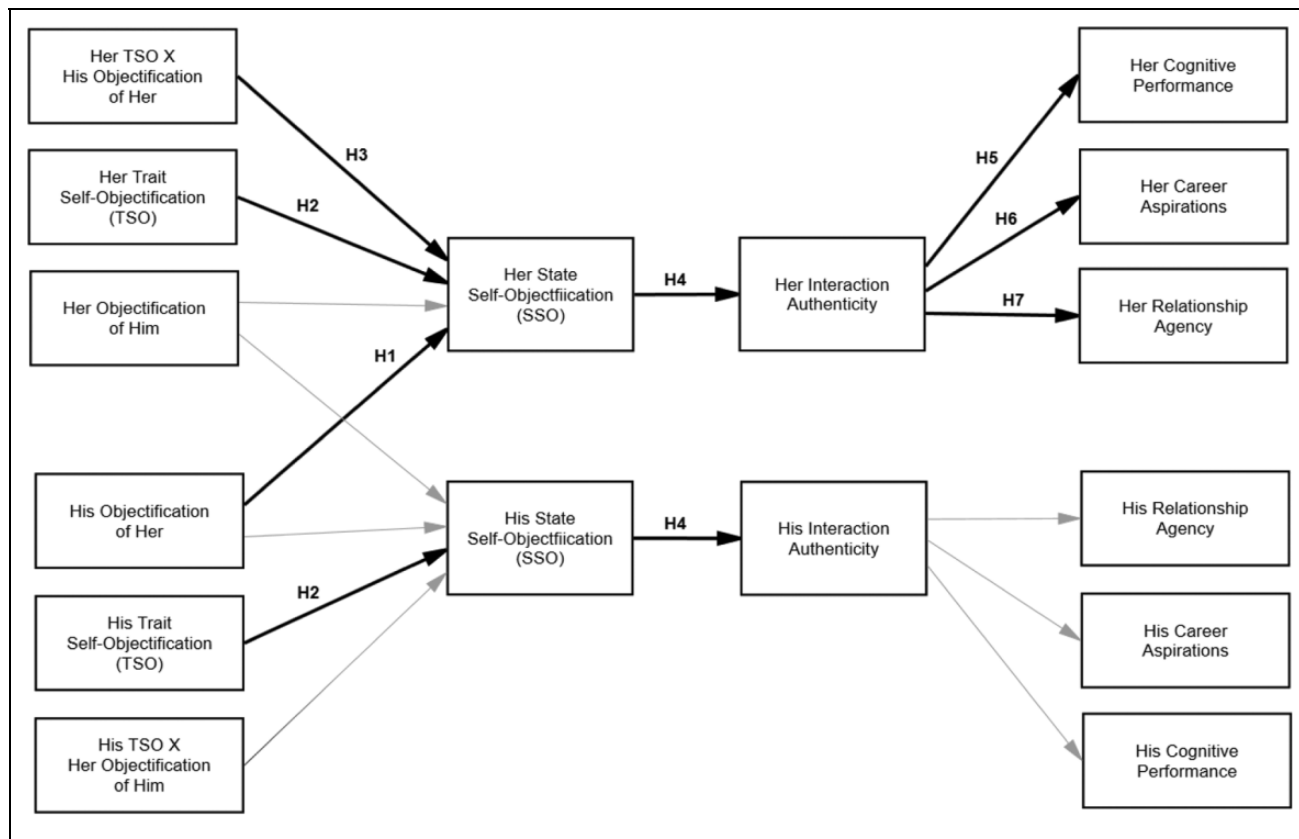 Her TSO X
His Objectification
of Her
Her Trait
Self-Objectification
(TSO)
Her Objectification
of Him
His Objectification
of Her
His Trait
Self-Objectification
(TSO)
His TSO X
Her Objectification
of Him
H3
H2
H1
H2
Her State
Self-Objectfiication
(SSO)
His State
Self-Objectfiication
(SSO)
H4
H4
Her Interaction
Authenticity
His Interaction
Authenticity
H5
H6
H7
Her Cognitive
Performance
Her Career
Aspirations
Her Relationship
Agency
His Relationship
Agency
His Career
Aspirations
His Cognitive
Performance